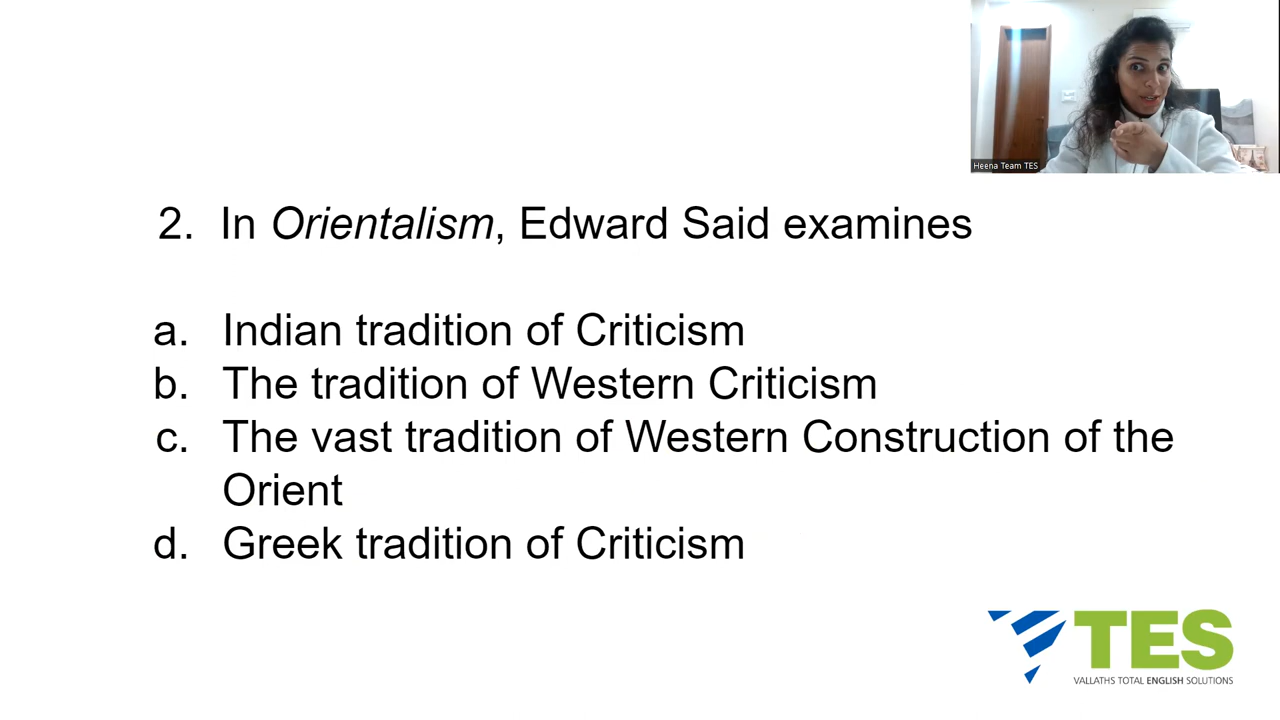 Heena Team TES
2. In Orientalism, Edward Said examines
a. Indian tradition of Criticism
b. The tradition of Western Criticism
c. The vast tradition of Western Construction of the
Orient
d. Greek tradition of Criticism
TES
VALLATHS TOTAL ENGLISH SOLUTIONS